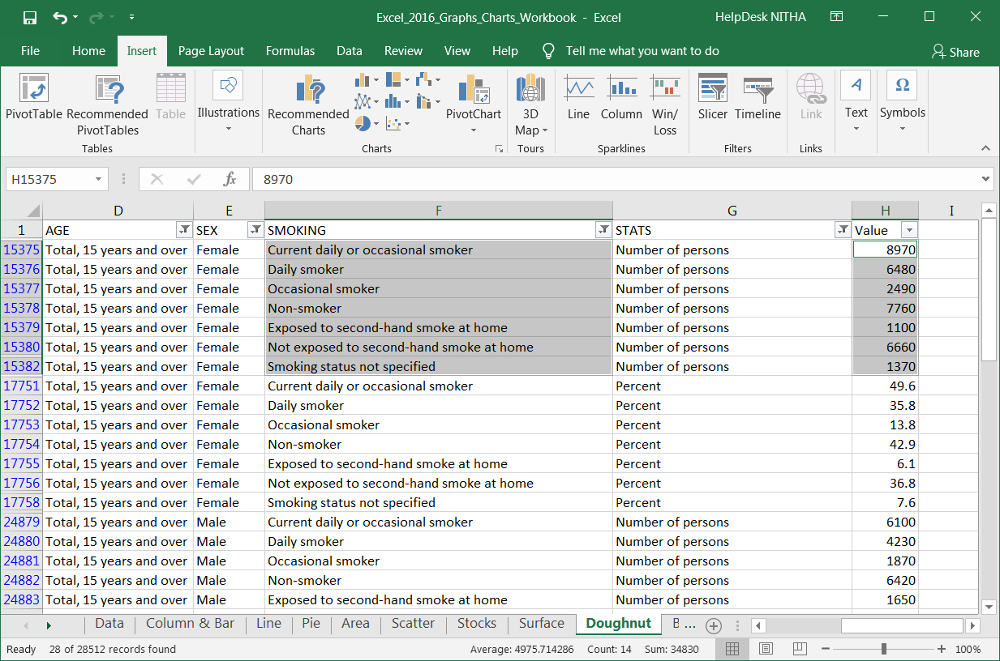 Excel_2016_Graphs_Charts_Workbook - Excel HelpDesk NITHA
File Home Insert Page Layout Formulas Data Review View Help Tell me what you want to do Share
PivotTable Recommended PivotTables Table Illustrations Recommended Charts PivotChart 3D Map Line Column Win/Loss Slicer Timeline Link Text Symbols
Tables Charts Tours Sparklines Filters Links
H15375 fx 8970
D E F G H I
1 AGE SEX SMOKING STATS Value
15375 Total, 15 years and over Female Current daily or occasional smoker Number of persons 8970
15376 Total, 15 years and over Female Daily smoker Number of persons 6480
15377 Total, 15 years and over Female Occasional smoker Number of persons 2490
15378 Total, 15 years and over Female Non-smoker Number of persons 7760
15379 Total, 15 years and over Female Exposed to second-hand smoke at home Number of persons 1100
15380 Total, 15 years and over Female Not exposed to second-hand smoke at home Number of persons 6660
15382 Total, 15 years and over Female Smoking status not specified Number of persons 1370
17751 Total, 15 years and over Female Current daily or occasional smoker Percent 49.6
17752 Total, 15 years and over Female Daily smoker Percent 35.8
17753 Total, 15 years and over Female Occasional smoker Percent 13.8
17754 Total, 15 years and over Female Non-smoker Percent 42.9
17755 Total, 15 years and over Female Exposed to second-hand smoke at home Percent 6.1
17756 Total, 15 years and over Female Not exposed to second-hand smoke at home Percent 36.8
17758 Total, 15 years and over Female Smoking status not specified Percent 7.6
24879 Total, 15 years and over Male Current daily or occasional smoker Number of persons 6100
24880 Total, 15 years and over Male Daily smoker Number of persons 4230
24881 Total, 15 years and over Male Occasional smoker Number of persons 1870
24882 Total, 15 years and over Male Non-smoker Number of persons 6420
24883 Total, 15 years and over Male Exposed to second-hand smoke at home Number of persons 1650
Data Column & Bar Line Pie Area Scatter Stocks Surface Doughnut B ...
Ready 28 of 28512 records found Average: 4975.714286 Count: 14 Sum: 34830 100%